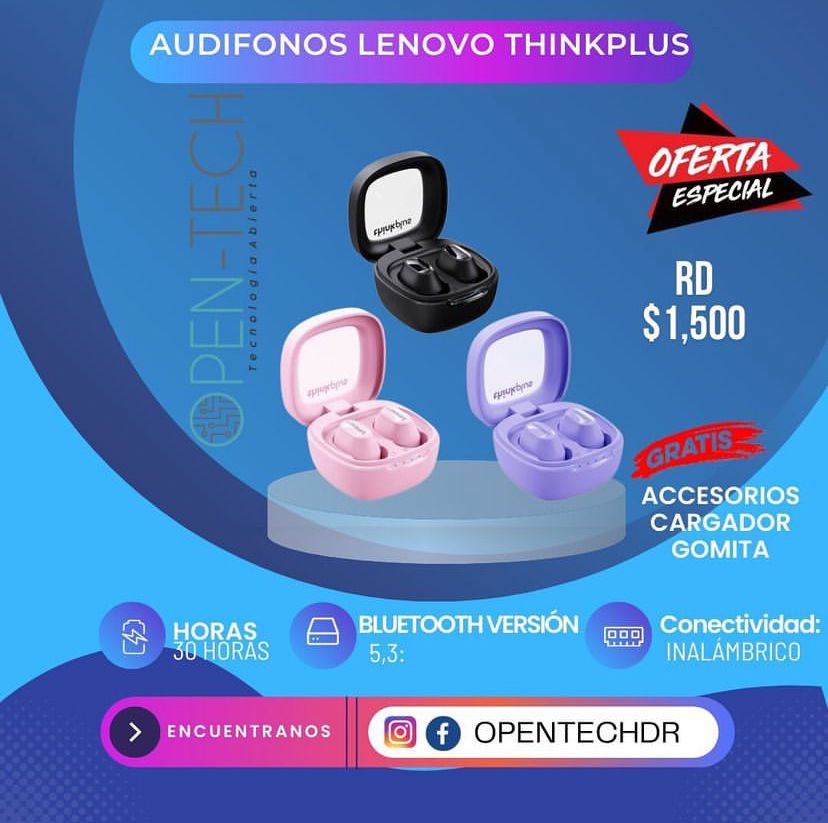 AUDIFONOS LENOVO THINKPLUS
OPEN-TECH
Tecnología Abierta
OFERTA
ESPECIAL
RD
$1,500
thinkplus
thinkplus
thinkplus
GRATIS
ACCESORIOS
CARGADOR
GOMITA
HORAS
30 HORAS
BLUETOOTH VERSIÓN
5,3:
Conectividad:
INALÁMBRICO
ENCUENTRANOS
OPENTECHDR